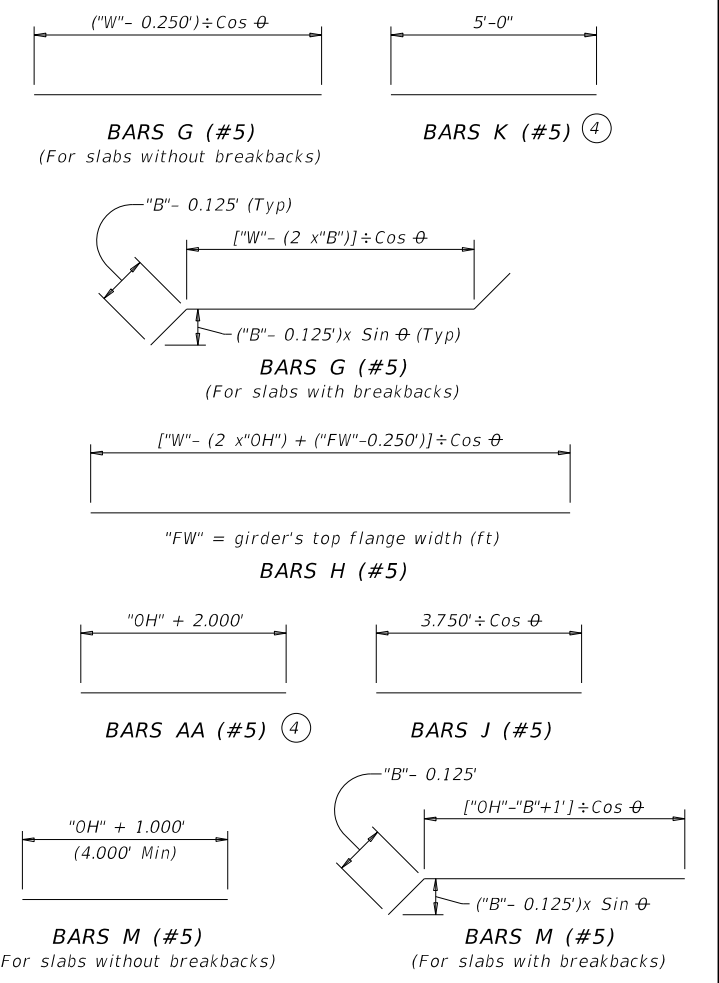 ("W"– 0.250')÷Cos θ
5'–0"
BARS G (#5)
(For slabs without breakbacks)
BARS K (#5) 4
"B"– 0.125' (Typ)
["W"– (2 x"B")]÷Cos θ
("B"– 0.125')x Sin θ (Typ)
BARS G (#5)
(For slabs with breakbacks)
["W"– (2 x"OH") + ("FW"–0.250')]÷Cos θ
"FW" = girder's top flange width (ft)
BARS H (#5)
"OH" + 2.000'
3.750'÷Cos θ
BARS AA (#5) 4
BARS J (#5)
"B"– 0.125'
["OH"–"B"+1']÷Cos θ
"OH" + 1.000'
(4.000' Min)
("B"– 0.125')x Sin θ
BARS M (#5)
For slabs without breakbacks)
BARS M (#5)
(For slabs with breakbacks)